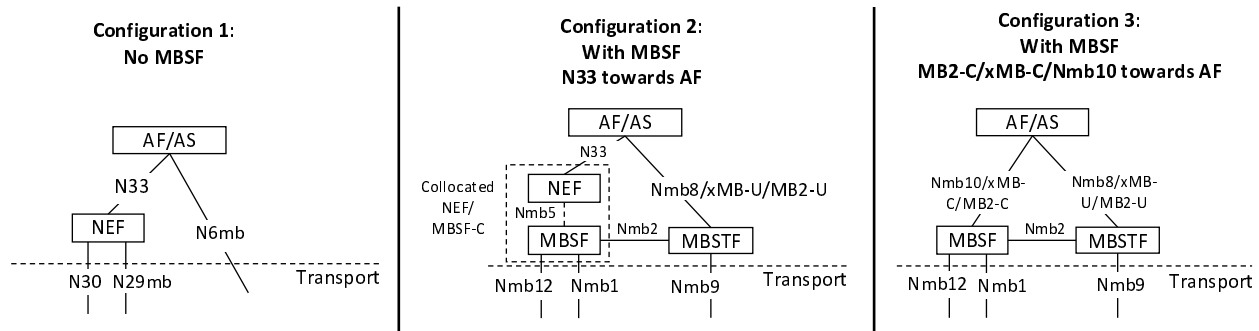 Configuration 1:
No MBSF
AF/AS
N33
NEF
N6mb
Transport
N30
N29mb
Configuration 2:
With MBSF
N33 towards AF
AF/AS
N33
Collocated
NEF/
MBSF-C
NEF
Nmb8/xMB-U/MB2-U
Nmb5
MBSF
Nmb2
MBSTF
Transport
Nmb12
Nmb1
Nmb9
Configuration 3:
With MBSF
MB2-C/xMB-C/Nmb10 towards AF
AF/AS
Nmb10/xMB-
C/MB2-C
Nmb8/xMB-
U/MB2-U
MBSF
Nmb2
MBSTF
Transport
Nmb12
Nmb1
Nmb9